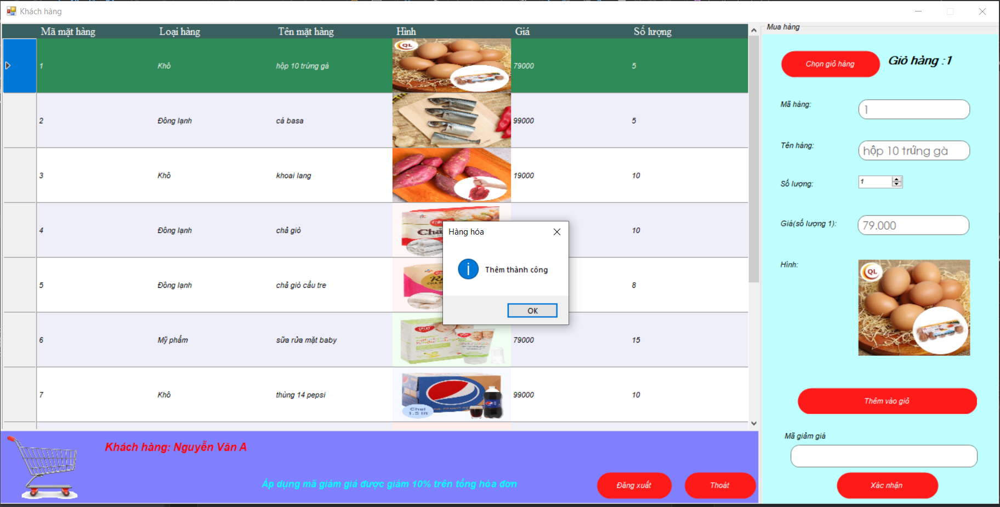 Khách hàng
Mã mặt hàng Loại hàng Tên mặt hàng Hình Giá Số lượng
1 Khô hộp 10 trứng gà QL 79000 5
2 Đông lạnh cá basa 99000 5
3 Khô khoai lang 19000 10
4 Đông lạnh chả giò 10
5 Đông lạnh chả giò cầu tre 8
6 Mỹ phẩm sữa rửa mặt baby 79000 15
7 Khô thùng 14 pepsi 99000 10
Chai
1.5 lít
Hàng hóa
Thêm thành công
OK
Khách hàng: Nguyễn Văn A
Áp dụng mã giảm giá được giảm 10% trên tổng hóa đơn
Đăng xuất
Thoát
Mua hàng
Chọn giỏ hàng
Giỏ hàng :1
Mã hàng: 1
Tên hàng: hộp 10 trứng gà
Số lượng: 1
Giá(số lượng 1): 79.000
Hình:
QL
Thêm vào giỏ
Mã giảm giá
Xác nhận